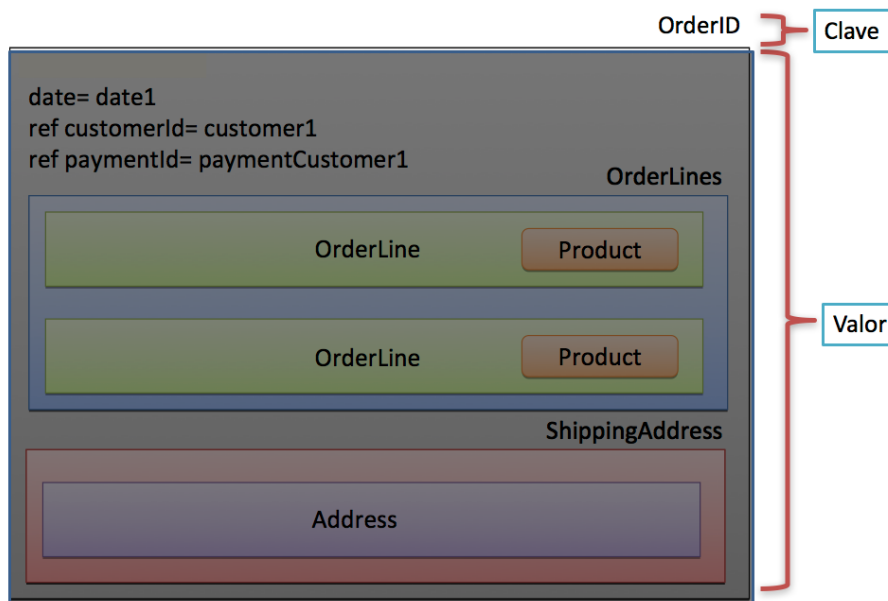 OrderID
Clave
date= date1
ref customerId= customer1
ref paymentId= paymentCustomer1
OrderLines
OrderLine
Product
Valor
OrderLine
Product
ShippingAddress
Address